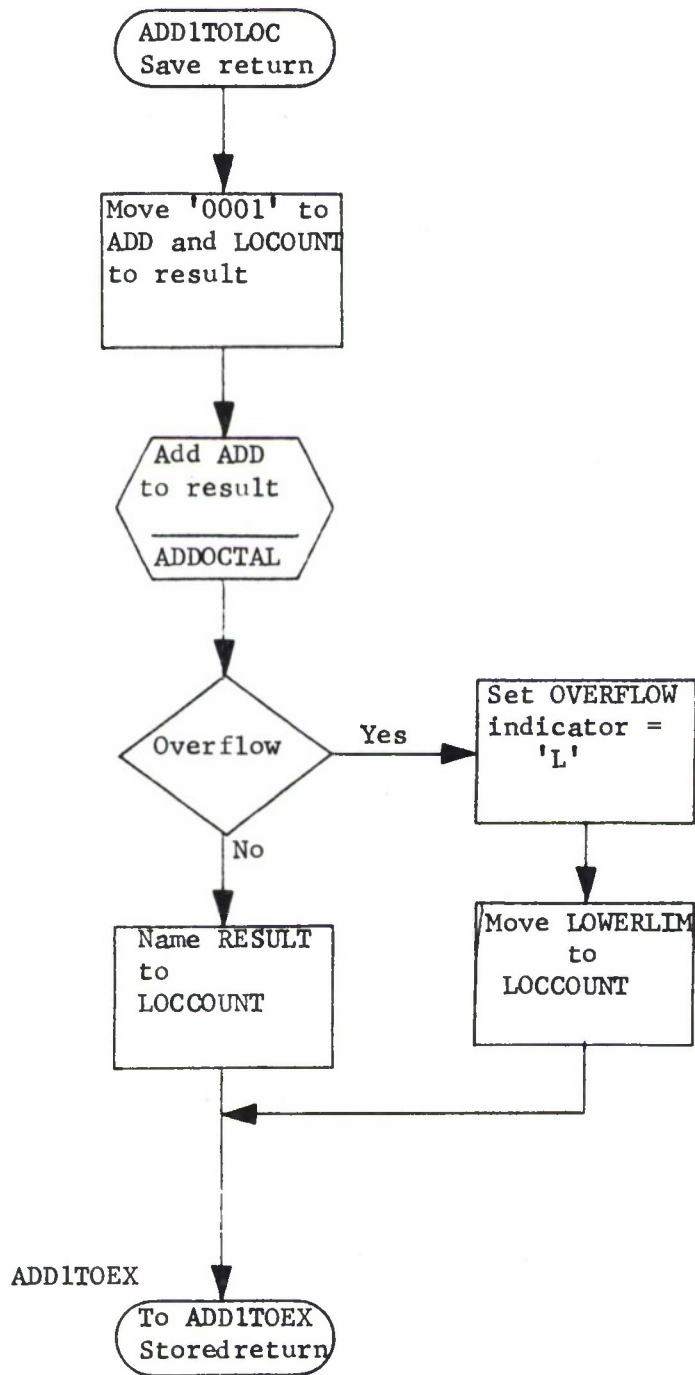 ADD1TOLOC
Save return
Move '0001' to
ADD and LOCOUNT
to result
Add ADD
to result
ADDOCTAL
Overflow
Yes
No
Set OVERFLOW
indicator =
'L'
Name RESULT
to
LOCCOUNT
Move LOWERLIM
to
LOCCOUNT
ADD1TOEX
To ADD1TOEX
Storedreturn